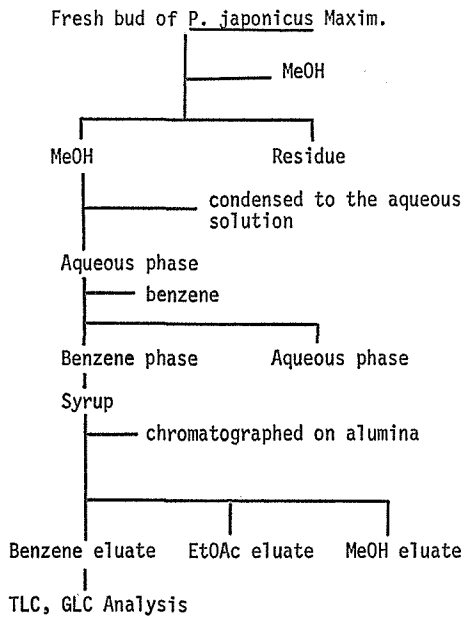 Fresh bud of P. japonicus Maxim.
MeOH
MeOH
Residue
condensed to the aqueous
solution
Aqueous phase
benzene
Benzene phase
Aqueous phase
Syrup
chromatographed on alumina
Benzene eluate
EtOAc eluate
MeOH eluate
TLC, GLC Analysis